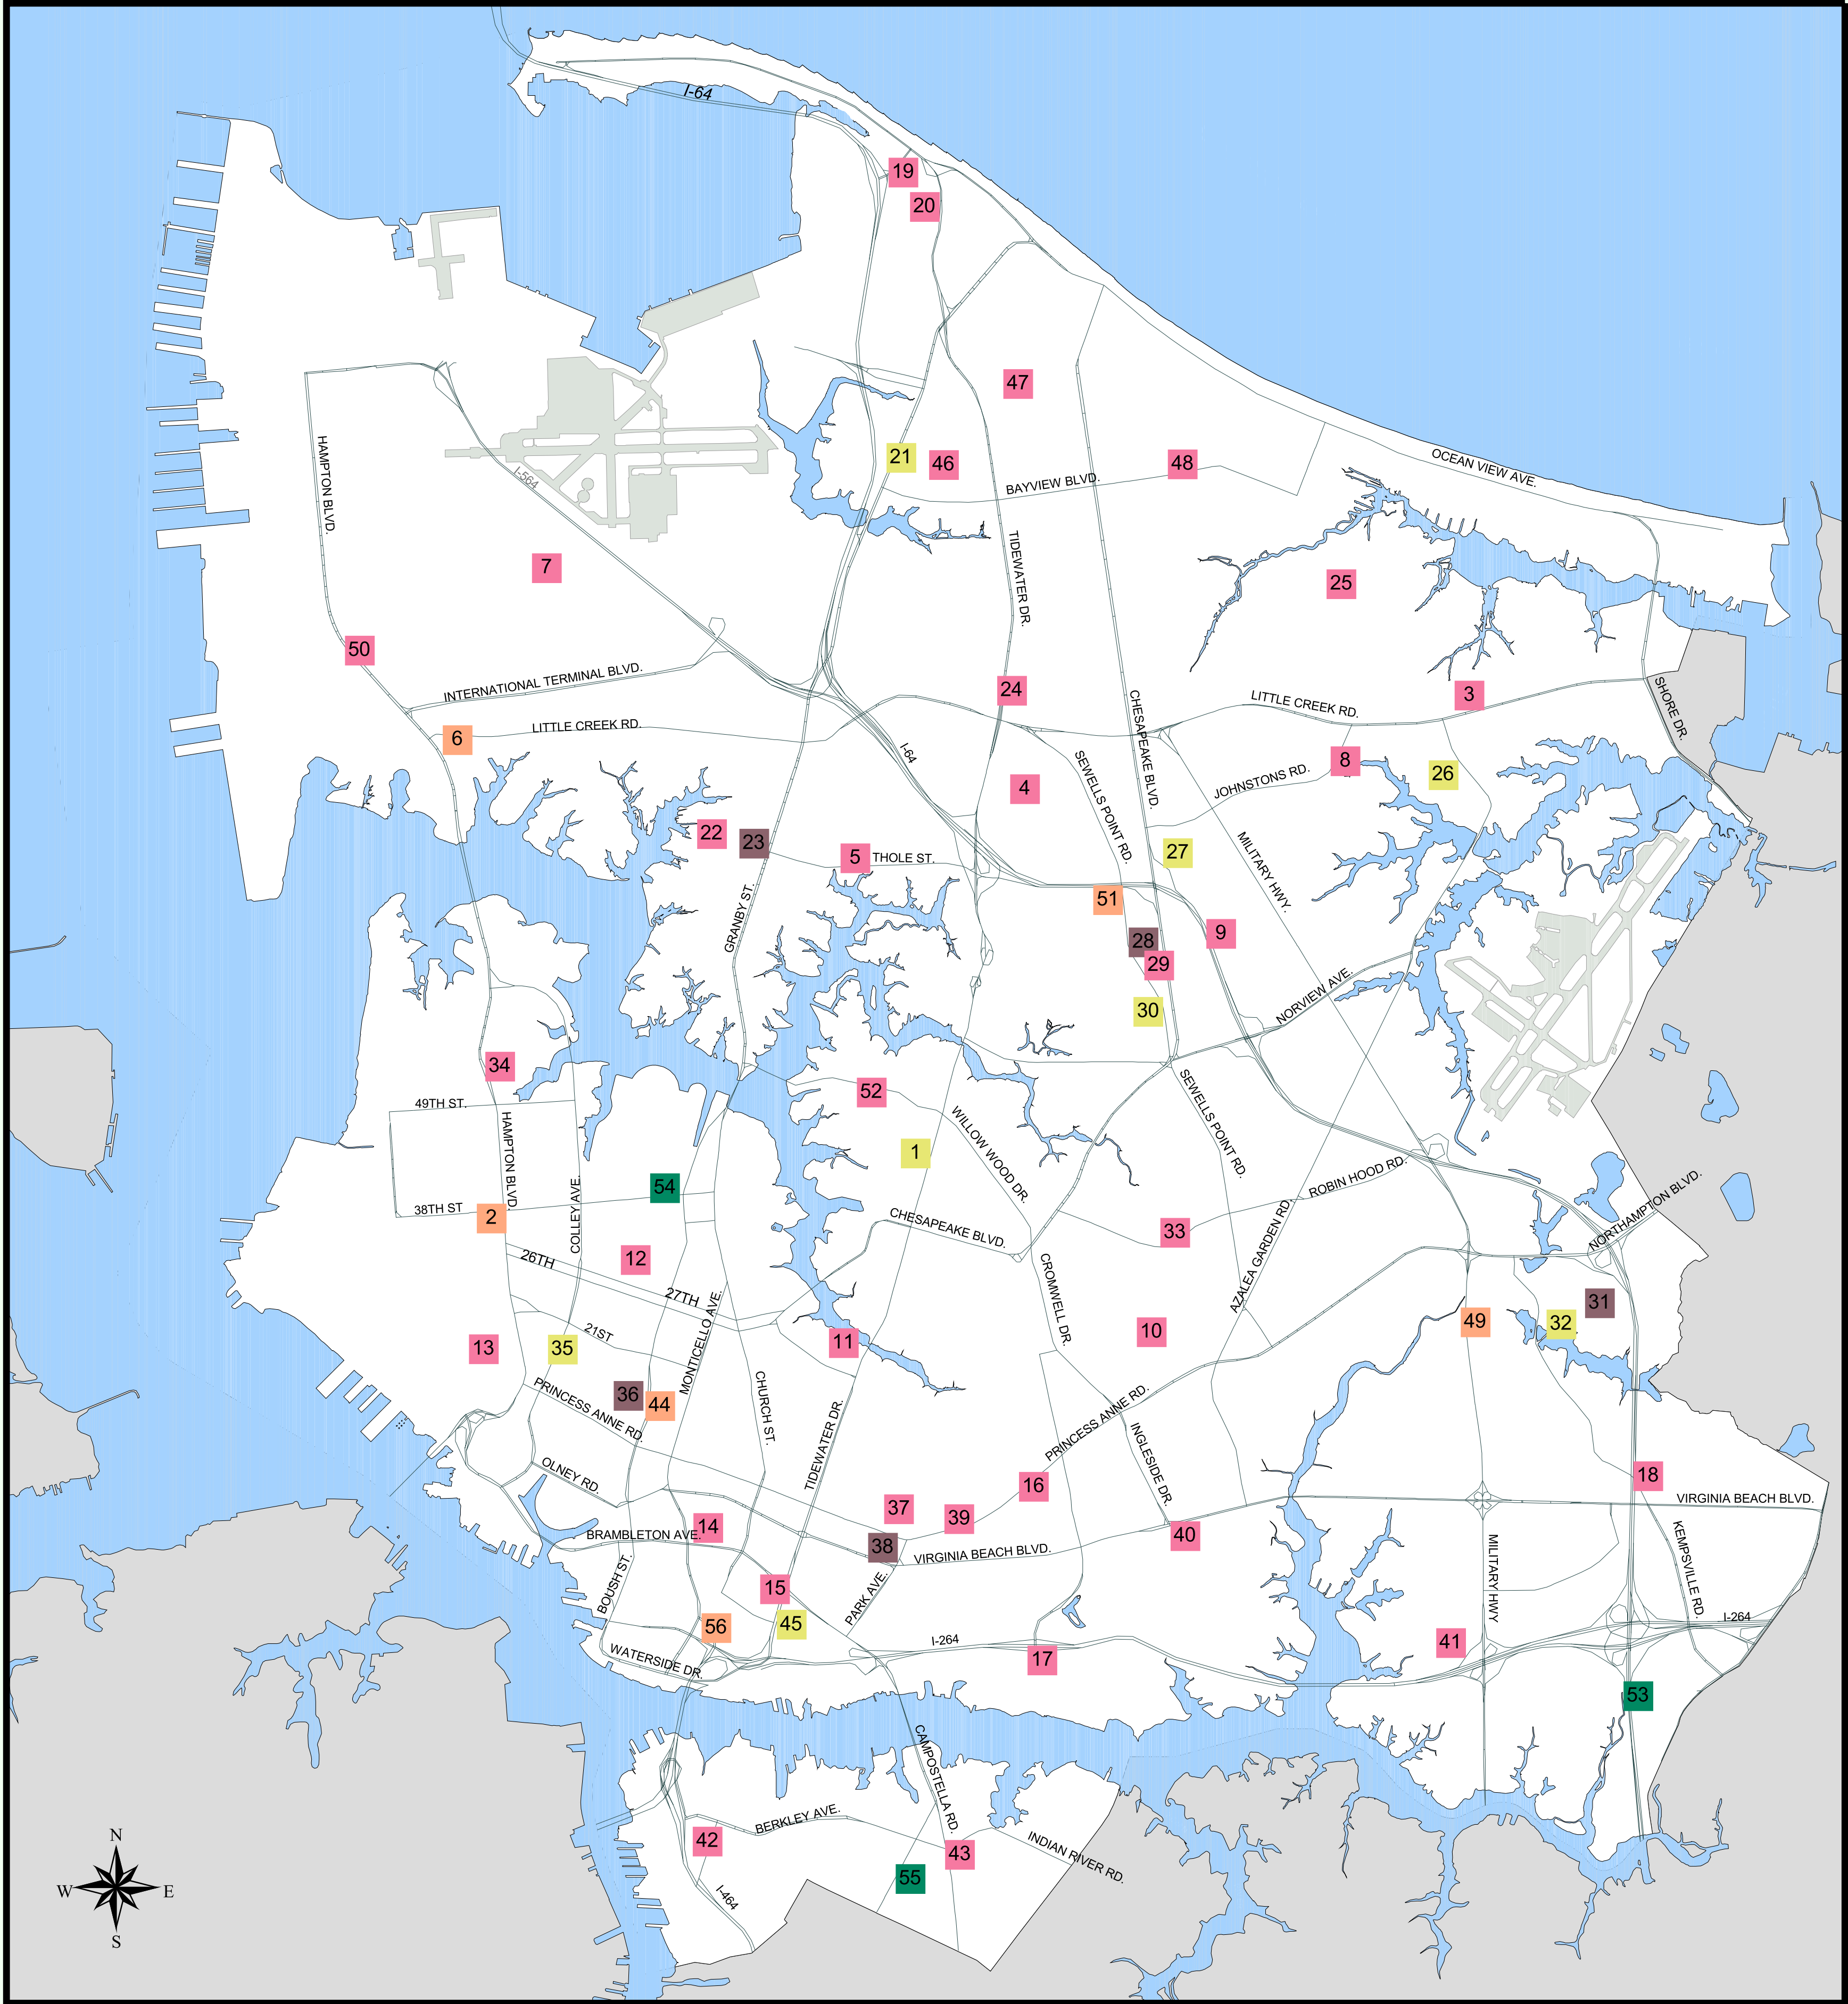 I-64
19
20
47
HAMPTON BLVD.
21
46
48
OCEAN VIEW AVE.
I-564
BAYVIEW BLVD.
7
TIDEWATER DR.
25
50
INTERNATIONAL TERMINAL BLVD.
24
CHESAPEAKE BLVD.
LITTLE CREEK RD.
3
SHORE DR.
6
LITTLE CREEK RD.
I-64
SEWELLS POINT RD.
8
26
4
JOHNSTONS RD.
22
23
5
THOLE ST.
27
MILITARY HWY.
GRANBY ST.
51
28
9
29
30
NORVIEW AVE.
34
49TH ST.
52
SEWELLS POINT RD.
HAMPTON BLVD.
WILLOW WOOD DR.
1
54
ROBIN HOOD RD.
38TH ST
2
COLLEY AVE.
CHESAPEAKE BLVD.
33
AZALEA GARDEN RD.
NORTHAMPTON BLVD.
26TH
12
27TH
CROMWELL DR.
31
49
32
13
35
21ST
MONTICELLO AVE.
11
10
PRINCESS ANNE RD.
36
44
CHURCH ST.
TIDEWATER DR.
PRINCESS ANNE RD.
INGLESIDE DR.
OLNEY RD.
16
18
37
39
VIRGINIA BEACH BLVD.
BRAMBLETON AVE.
14
38
VIRGINIA BEACH BLVD.
40
MILITARY HWY
KEMPSVILLE RD.
BOUSH ST.
15
PARK AVE.
45
56
I-264
I-264
WATERSIDE DR.
17
41
53
CAMPOSTELLA RD.
BERKLEY AVE.
42
43
INDIAN RIVER RD.
55
I-464
N
W
E
S